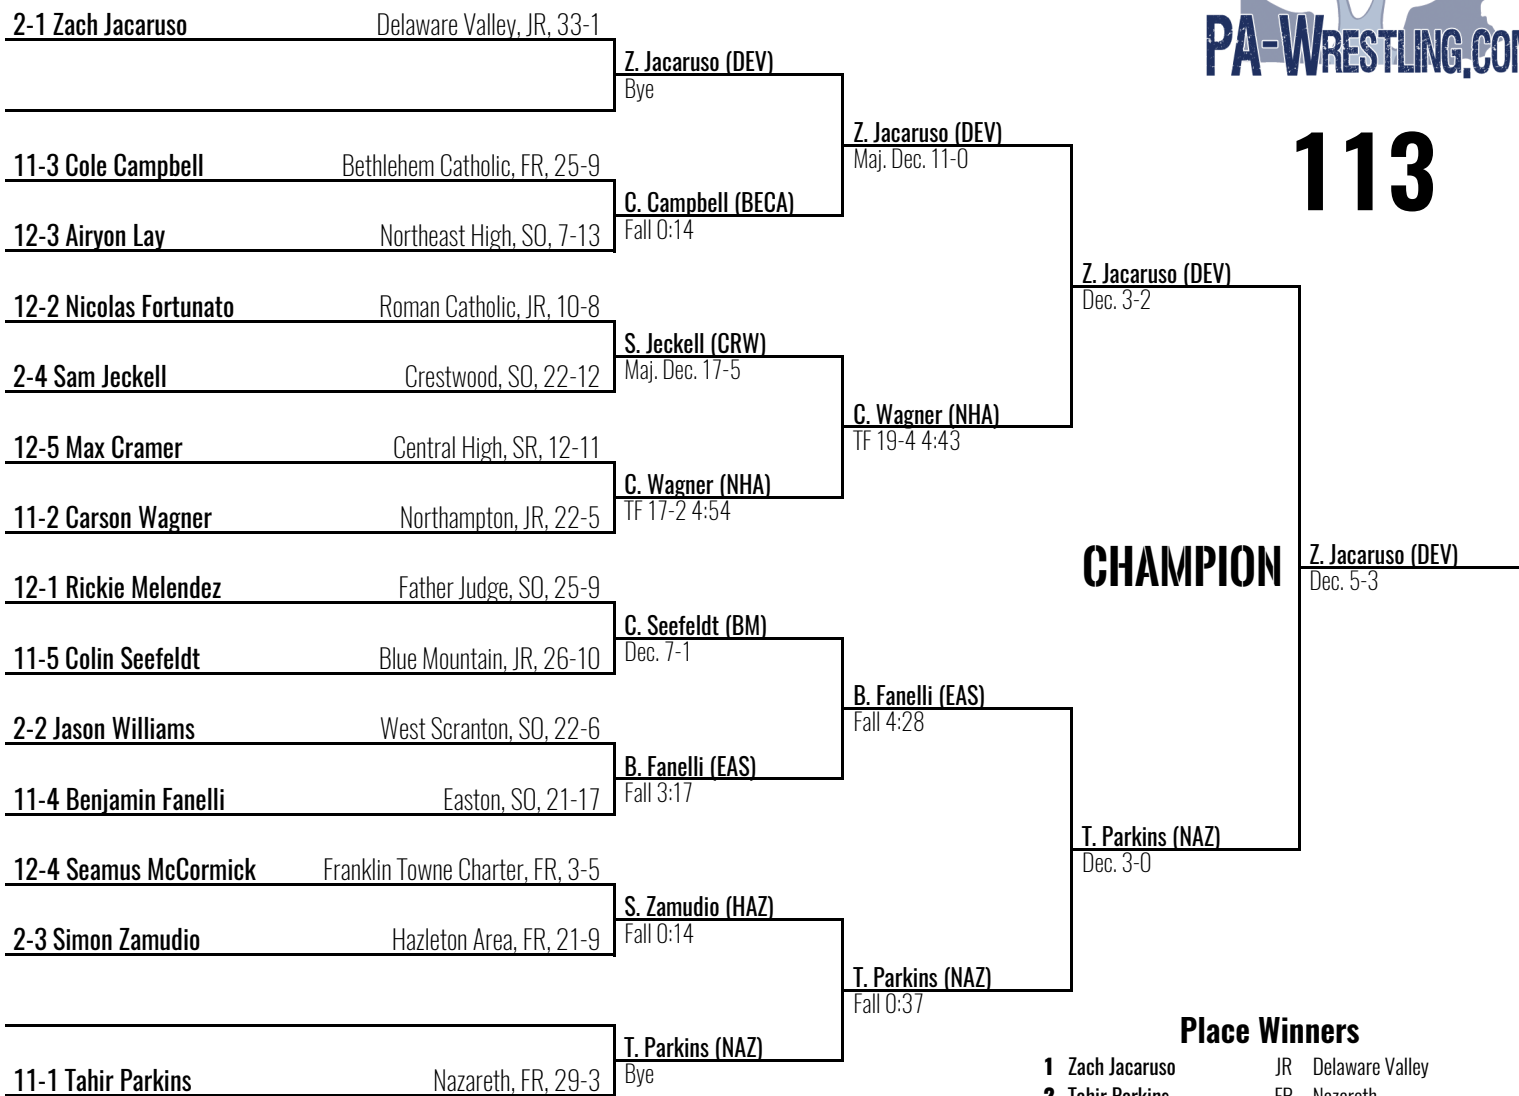 2-1 Zach Jacaruso Delaware Valley, JR, 33-1
Z. Jacaruso (DEV)
Bye
11-3 Cole Campbell Bethlehem Catholic, FR, 25-9
C. Campbell (BECA)
Fall 0:14
12-3 Airyon Lay Northeast High, SO, 7-13
Z. Jacaruso (DEV)
Maj. Dec. 11-0
12-2 Nicolas Fortunato Roman Catholic, JR, 10-8
S. Jeckell (CRW)
Maj. Dec. 17-5
2-4 Sam Jeckell Crestwood, SO, 22-12
12-5 Max Cramer Central High, SR, 12-11
C. Wagner (NHA)
TF 17-2 4:54
11-2 Carson Wagner Northampton, JR, 22-5
C. Wagner (NHA)
TF 19-4 4:43
Z. Jacaruso (DEV)
Dec. 3-2
12-1 Rickie Melendez Father Judge, SO, 25-9
C. Seefeldt (BM)
Dec. 7-1
11-5 Colin Seefeldt Blue Mountain, JR, 26-10
2-2 Jason Williams West Scranton, SO, 22-6
B. Fanelli (EAS)
Fall 3:17
11-4 Benjamin Fanelli Easton, SO, 21-17
B. Fanelli (EAS)
Fall 4:28
12-4 Seamus McCormick Franklin Towne Charter, FR, 3-5
S. Zamudio (HAZ)
Fall 0:14
2-3 Simon Zamudio Hazleton Area, FR, 21-9
T. Parkins (NAZ)
Bye
11-1 Tahir Parkins Nazareth, FR, 29-3
T. Parkins (NAZ)
Fall 0:37
T. Parkins (NAZ)
Dec. 3-0
CHAMPION
Z. Jacaruso (DEV)
Dec. 5-3
PA-WRESTLING.CO
113
Place Winners
1 Zach Jacaruso JR Delaware Valley
2 Tahir Parkins FR Nazareth